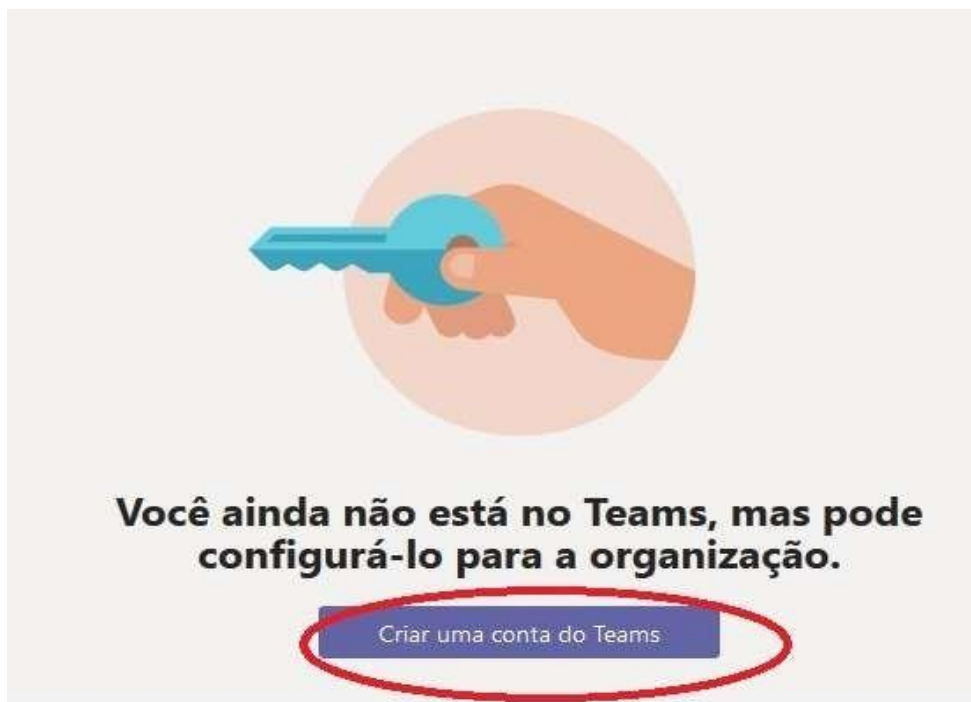 Você ainda não está no Teams, mas pode
configurá-lo para a organização.
Criar uma conta do Teams